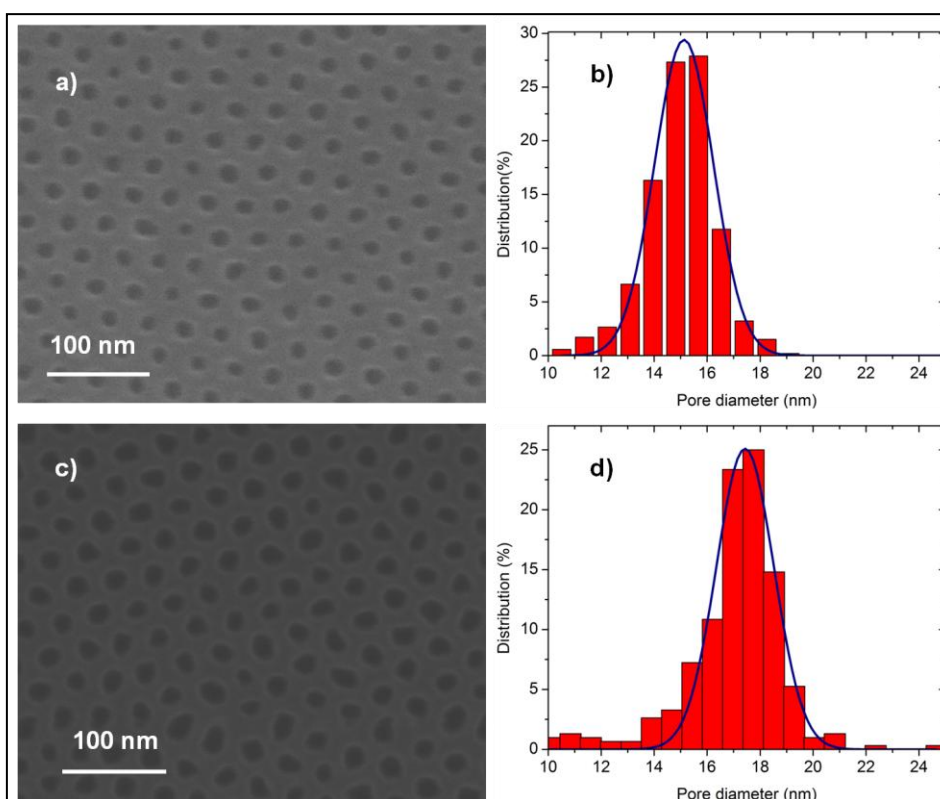 a)
100 nm
b)
Distribution(%)
30
25
20
15
10
5
0
10 12 14 16 18 20 22 24
Pore diameter (nm)
c)
100 nm
d)
Distribution (%)
25
20
15
10
5
0
10 12 14 16 18 20 22 24
Pore diameter (nm)